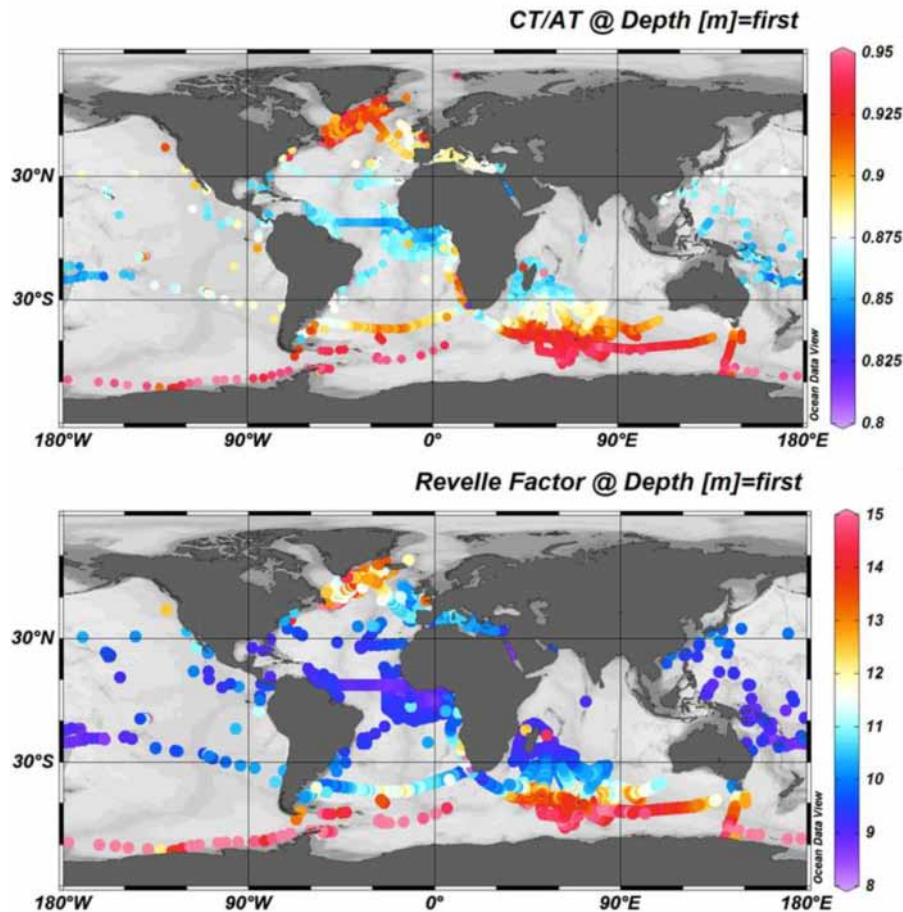 CT/AT @ Depth [m]=first
0.95
0.925
0.9
0.875
0.85
0.825
0.8
30°N
30°S
Ocean Data View
180°W
90°W
0°
90°E
180°E
Revelle Factor @ Depth [m]=first
15
14
13
12
11
10
9
8
30°N
30°S
Ocean Data View
180°W
90°W
0°
90°E
180°E